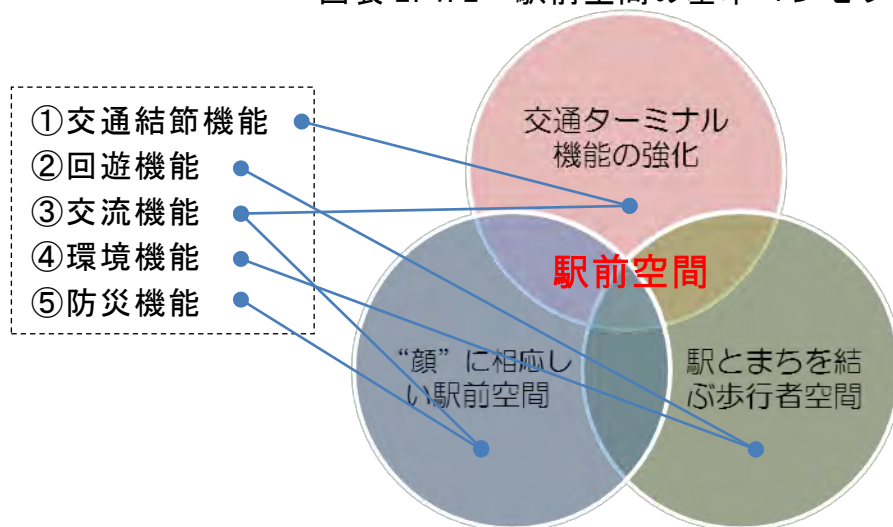 ①交通結節機能
②回遊機能
③交流機能
④環境機能
⑤防災機能
交通ターミナル
機能の強化
駅前空間
“顔”に相応し
い駅前空間
駅とまちを結
ぶ歩行者空間